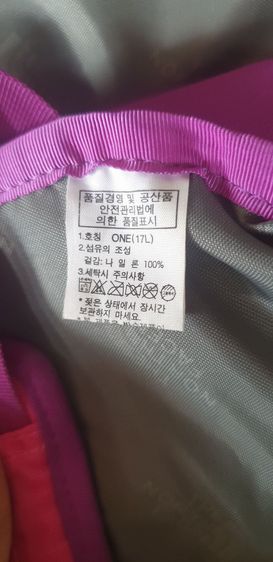 품질경영 및 공산품
안전관리법에
의한 품질표시
1.호칭 ONE(17L)
2.섬유의 조성
겉감: 나 일 론 100%
3.세탁시 주의사항
* 젖은 상태에서 장시간
보관하지 마세요.